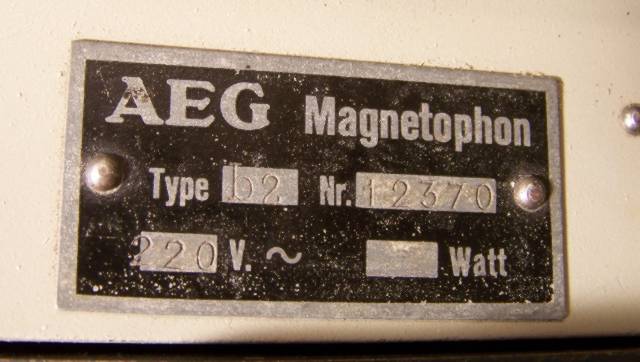 AEG Magnetophon
Type b2 Nr. 12370
220 V. ~ Watt